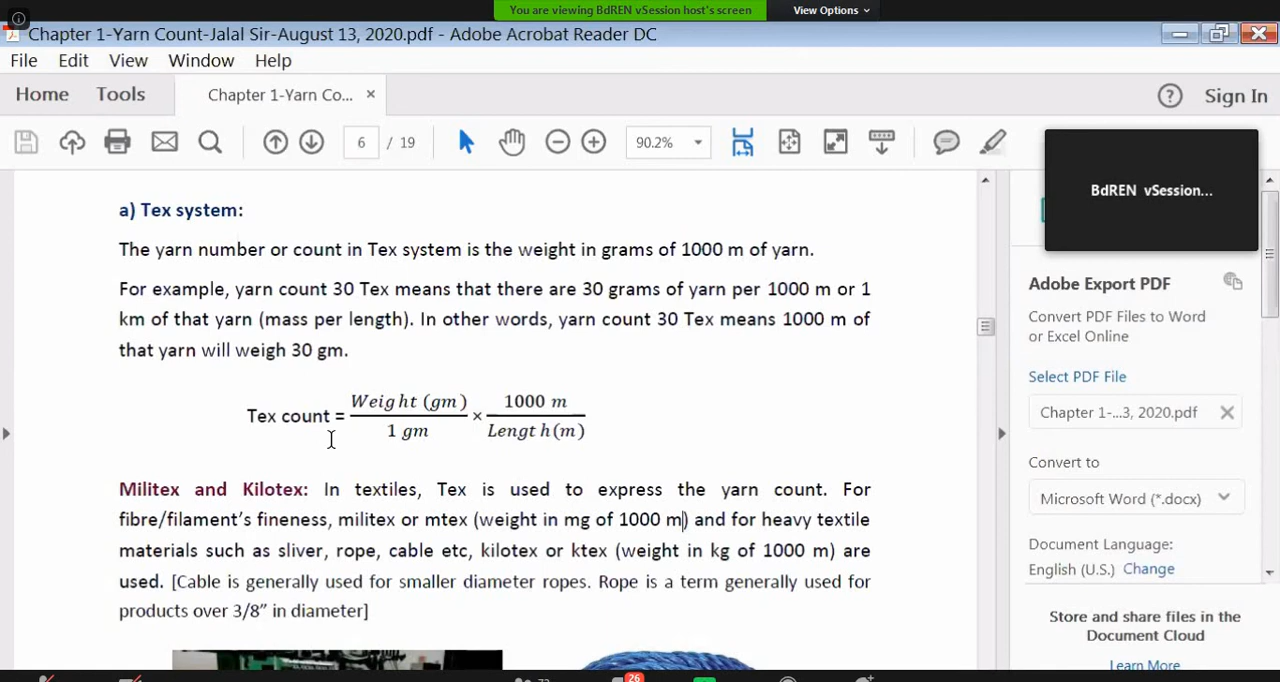 You are viewing BdREN vSession host's screen View Options
Chapter 1-Yarn Count-Jalal Sir-August 13, 2020.pdf - Adobe Acrobat Reader DC
File Edit View Window Help
Home Tools Chapter 1-Yarn Co... × Sign In
6 / 19 90.2%
BdREN vSession...
a) Tex system:
The yarn number or count in Tex system is the weight in grams of 1000 m of yarn.
For example, yarn count 30 Tex means that there are 30 grams of yarn per 1000 m or 1
km of that yarn (mass per length). In other words, yarn count 30 Tex means 1000 m of
that yarn will weigh 30 gm.
Tex count = Weight (gm) / 1 gm × 1000 m / Length(m)
Militex and Kilotex: In textiles, Tex is used to express the yarn count. For
fibre/filament's fineness, militex or mtex (weight in mg of 1000 m) and for heavy textile
materials such as sliver, rope, cable etc, kilotex or ktex (weight in kg of 1000 m) are
used. [Cable is generally used for smaller diameter ropes. Rope is a term generally used for
products over 3/8" in diameter]
Adobe Export PDF
Convert PDF Files to Word
or Excel Online
Select PDF File
Chapter 1-...3, 2020.pdf
Convert to
Microsoft Word (*.docx)
Document Language:
English (U.S.) Change
Store and share files in the
Document Cloud
Learn More
26